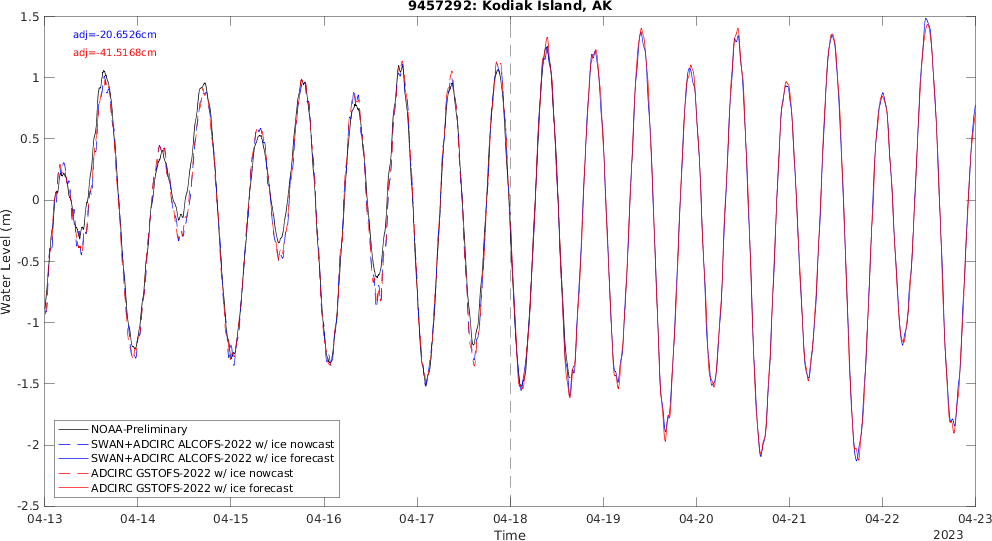 9457292: Kodiak Island, AK
adj=-20.6526cm
adj=-41.5168cm
1.5
1
0.5
0
-0.5
-1
-1.5
-2
-2.5
Water Level (m)
NOAA-Preliminary
SWAN+ADCIRC ALCOFS-2022 w/ ice nowcast
SWAN+ADCIRC ALCOFS-2022 w/ ice forecast
ADCIRC GSTOFS-2022 w/ ice nowcast
ADCIRC GSTOFS-2022 w/ ice forecast
04-13 04-14 04-15 04-16 04-17 04-18 04-19 04-20 04-21 04-22 04-23
Time
2023